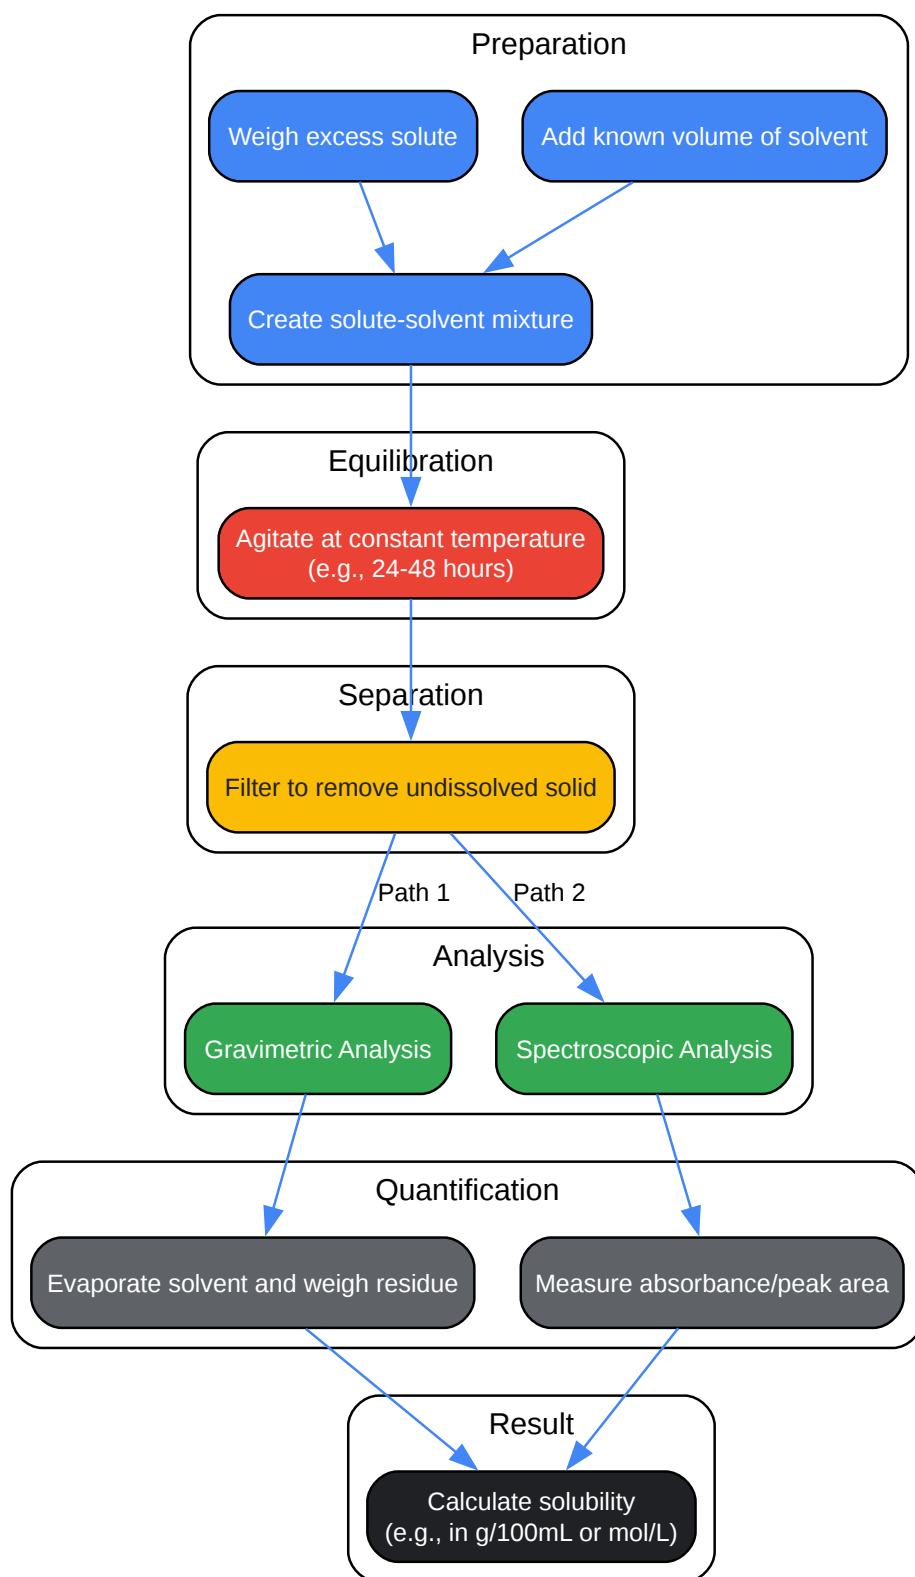 Preparation
Weigh excess solute
Add known volume of solvent
Create solute-solvent mixture
Equilibration
Agitate at constant temperature
(e.g., 24-48 hours)
Separation
Filter to remove undissolved solid
Path 1
Path 2
Analysis
Gravimetric Analysis
Spectroscopic Analysis
Quantification
Evaporate solvent and weigh residue
Measure absorbance/peak area
Result
Calculate solubility
(e.g., in g/100mL or mol/L)